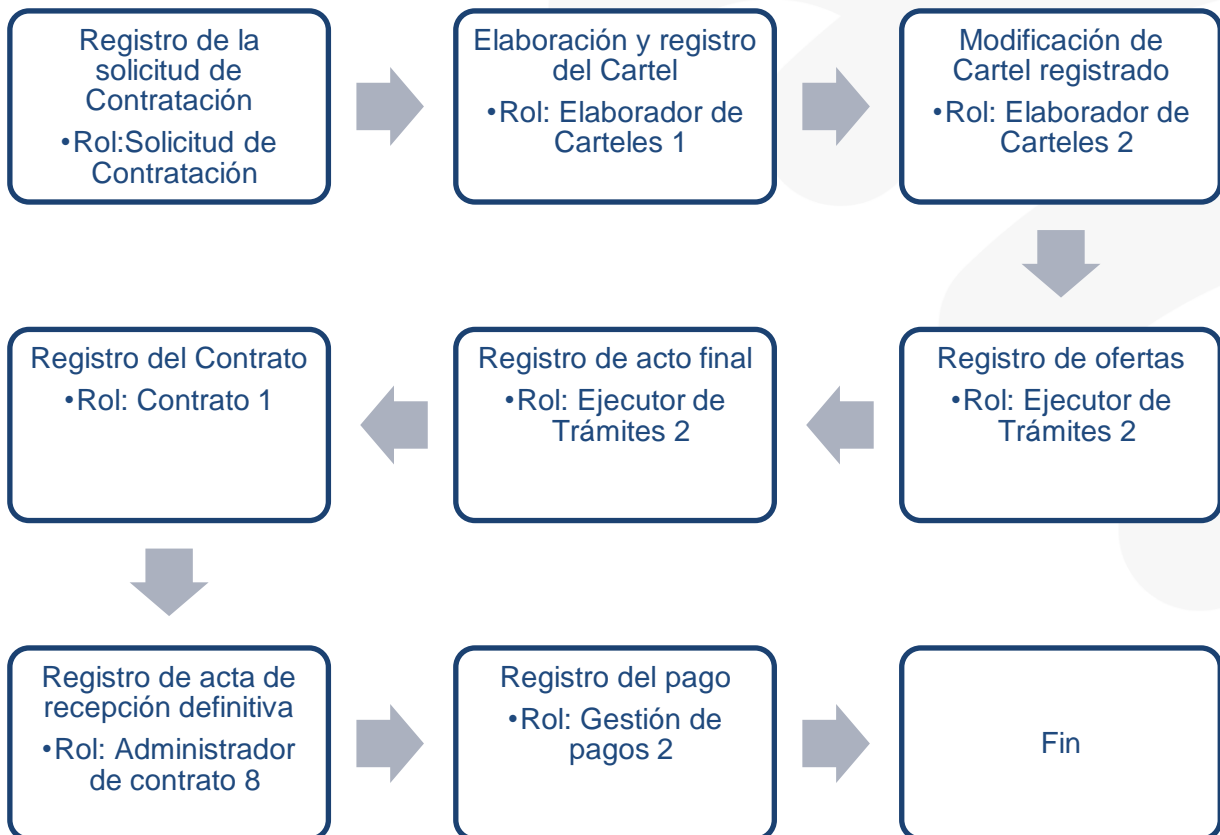 Registro de la
solicitud de
Contratación
•Rol:Solicitud de
Contratación
Elaboración y registro
del Cartel
•Rol: Elaborador de
Carteles 1
Modificación de
Cartel registrado
•Rol: Elaborador de
Carteles 2
Registro de ofertas
•Rol: Ejecutor de
Trámites 2
Registro de acto final
•Rol: Ejecutor de
Trámites 2
Registro del Contrato
•Rol: Contrato 1
Registro de acta de
recepción definitiva
•Rol: Administrador
de contrato 8
Registro del pago
•Rol: Gestión de
pagos 2
Fin